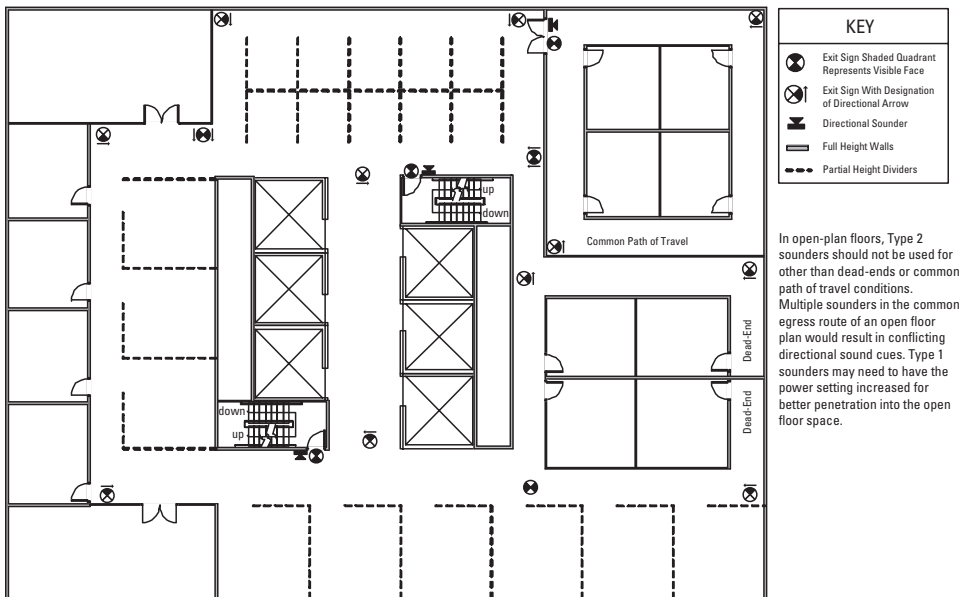 KEY
Exit Sign Shaded Quadrant
Represents Visible Face
Exit Sign With Designation
of Directional Arrow
Directional Sounder
Full Height Walls
Partial Height Dividers
up
down
Common Path of Travel
In open-plan floors, Type 2
sounders should not be used for
other than dead-ends or common
path of travel conditions.
Multiple sounders in the common
egress route of an open floor
plan would result in conflicting
directional sound cues. Type 1
sounders may need to have the
power setting increased for
better penetration into the open
floor space.
Dead-End
Dead-End
down
up